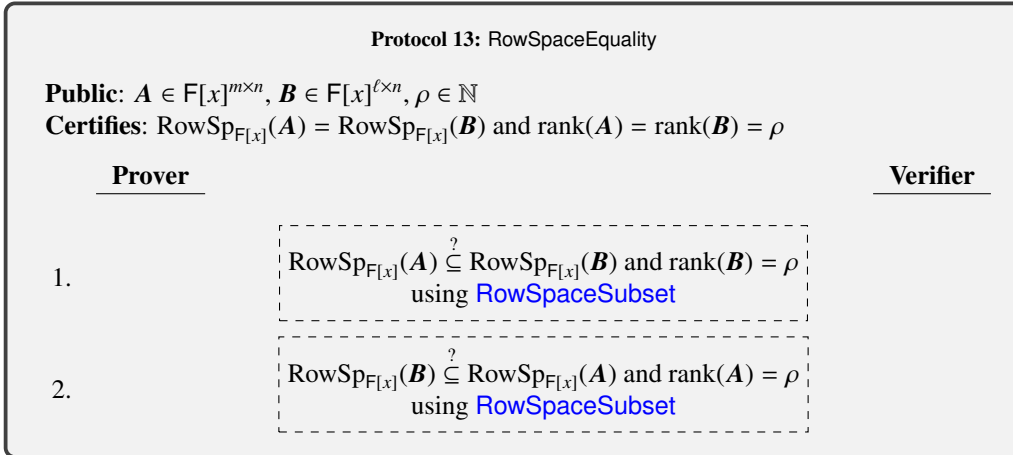 Protocol 13: RowSpaceEquality
Public: A ∈ F[x]^{m×n}, B ∈ F[x]^{ℓ×n}, ρ ∈ ℕ
Certifies: RowSp_{F[x]}(A) = RowSp_{F[x]}(B) and rank(A) = rank(B) = ρ
Prover Verifier
1. RowSp_{F[x]}(A) ⊆^? RowSp_{F[x]}(B) and rank(B) = ρ
using RowSpaceSubset
2. RowSp_{F[x]}(B) ⊆^? RowSp_{F[x]}(A) and rank(A) = ρ
using RowSpaceSubset